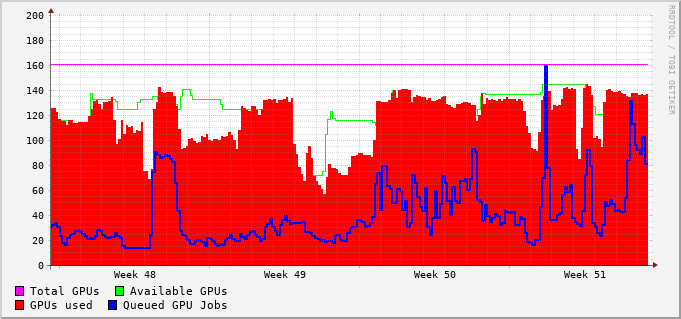 200
180
160
140
120
100
80
60
40
20
0
Week 48 Week 49 Week 50 Week 51
Total GPUs Available GPUs
GPUs used Queued GPU Jobs
RRDTOOL / TOBI OETIKER